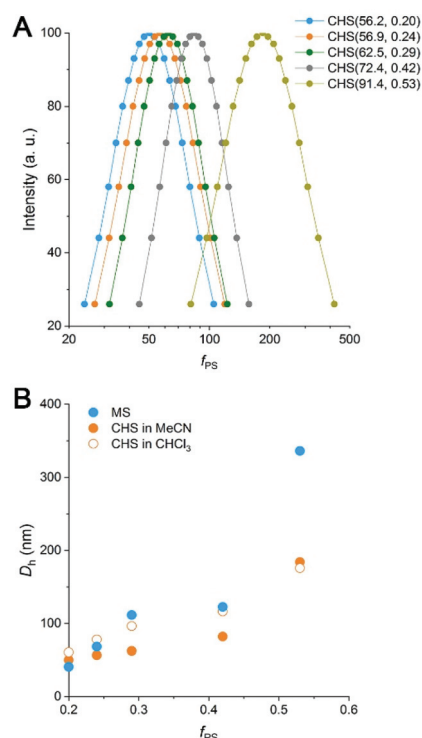 A
CHS(56.2, 0.20)
CHS(56.9, 0.24)
CHS(62.5, 0.29)
CHS(72.4, 0.42)
CHS(91.4, 0.53)
Intensity (a. u.)
100
80
60
40
20
20 50 100 200 500
fPS
B
MS
CHS in MeCN
CHS in CHCl3
Dh (nm)
400
300
200
100
0
0.2 0.3 0.4 0.5 0.6
fPS